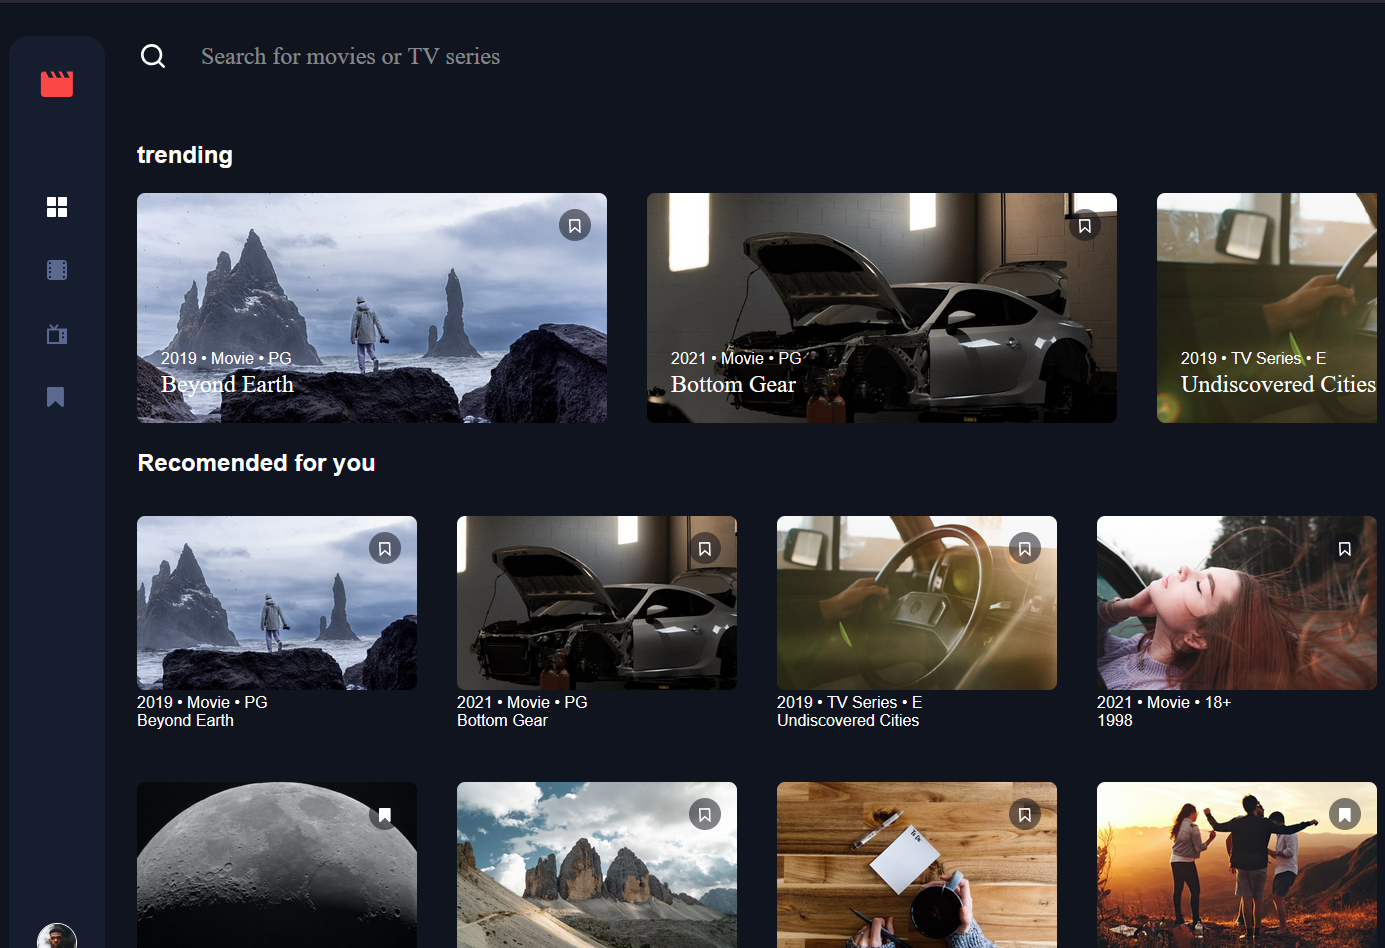 Search for movies or TV series
trending
2019 • Movie • PG
Beyond Earth
2021 • Movie • PG
Bottom Gear
2019 • TV Series • E
Undiscovered Cities
Recomended for you
2019 • Movie • PG
Beyond Earth
2021 • Movie • PG
Bottom Gear
2019 • TV Series • E
Undiscovered Cities
2021 • Movie • 18+
1998
To Do